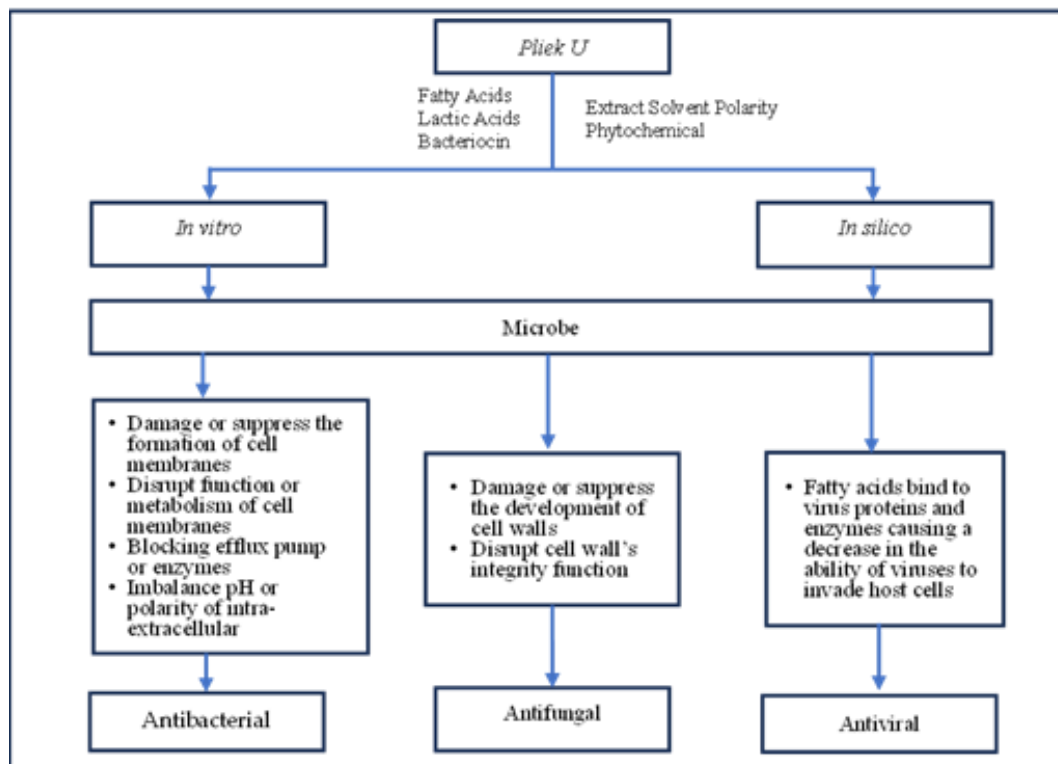 Pliek U
Fatty Acids
Lactic Acids
Bacteriocin
Extract Solvent Polarity
Phytochemical
In vitro
In silico
Microbe
• Damage or suppress the
formation of cell
membranes
• Disrupt function or
metabolism of cell
membranes
• Blocking efflux pump
or enzymes
• Imbalance pH or
polarity of intra-
extracellular
• Damage or suppress
the development of
cell walls
• Disrupt cell wall's
integrity function
• Fatty acids bind to
virus proteins and
enzymes causing a
decrease in the
ability of viruses to
invade host cells
Antibacterial
Antifungal
Antiviral